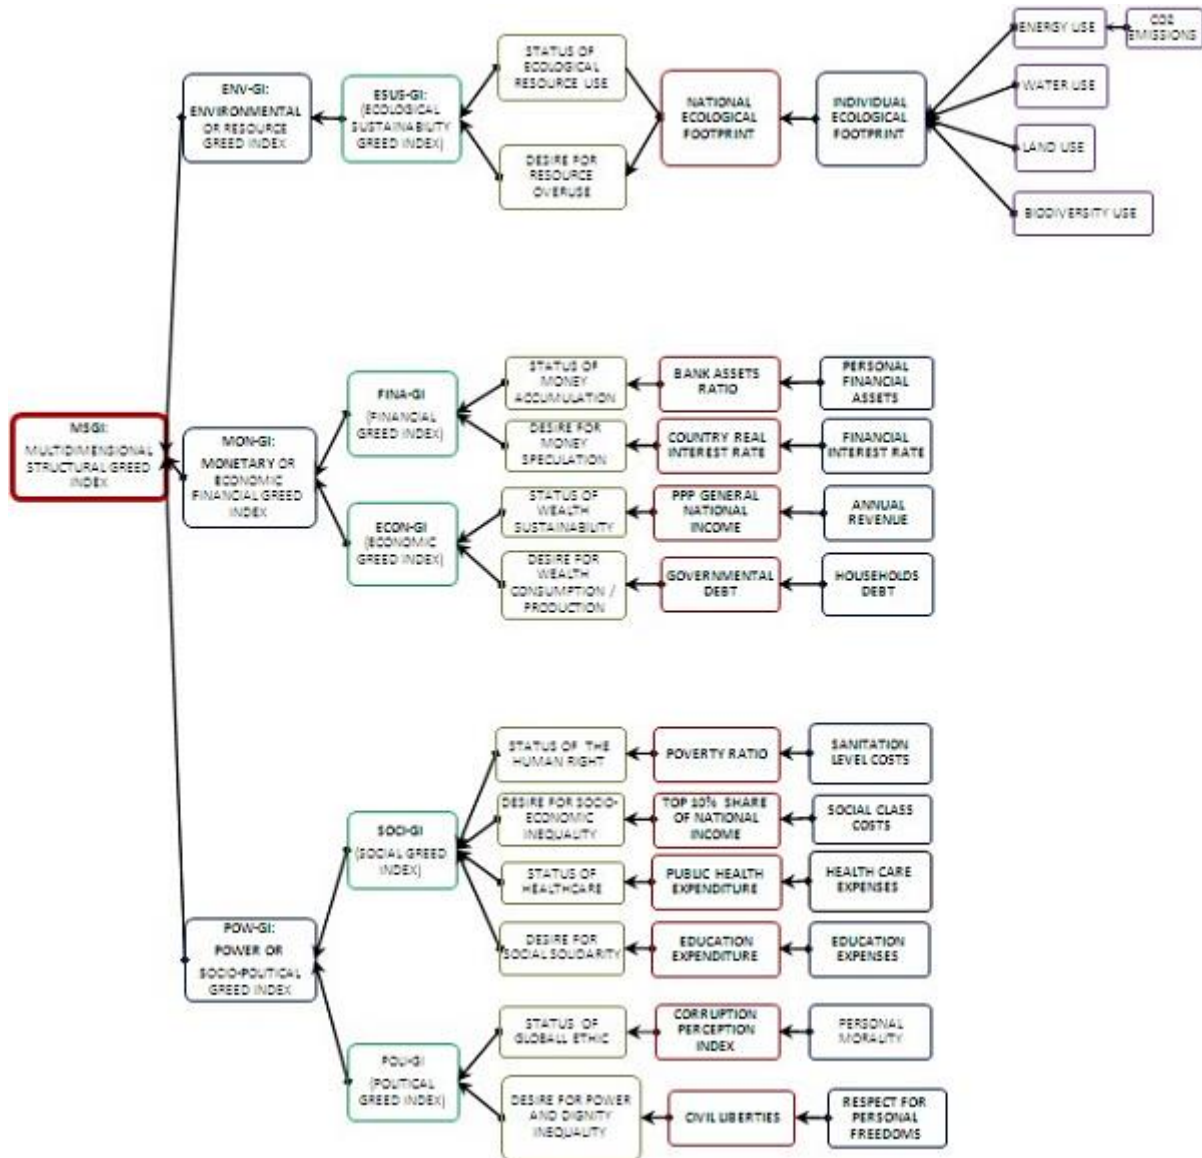 MSGI:
MULTIDIMENSIONAL
STRUCTURAL GREED
INDEX
ENV-GI:
ENVIRONMENTAL
OR RESOURCE
GREED INDEX
ESUS-GI:
(ECOLOGICAL
SUSTAINABILITY
GREED INDEX)
STATUS OF
ECOLOGICAL
RESOURCE USE
DESIRE FOR
RESOURCE
OVERUSE
NATIONAL
ECOLOGICAL
FOOTPRINT
INDIVIDUAL
ECOLOGICAL
FOOTPRINT
ENERGY USE
CO2
EMISSIONS
WATER USE
LAND USE
BIODIVERSITY USE
MON-GI:
MONETARY OR
ECONOMIC
FINANCIAL GREED
INDEX
FINA-GI
(FINANCIAL
GREED INDEX)
STATUS OF
MONEY
ACCUMULATION
BANK ASSETS
RATIO
PERSONAL
FINANCIAL
ASSETS
DESIRE FOR
MONEY
SPECULATION
COUNTRY REAL
INTEREST RATE
FINANCIAL
INTEREST RATE
ECON-GI
(ECONOMIC
GREED INDEX)
STATUS OF
WEALTH
SUSTAINABILITY
PPP GENERAL
NATIONAL
INCOME
ANNUAL
REVENUE
DESIRE FOR
WEALTH
CONSUMPTION /
PRODUCTION
GOVERNMENTAL
DEBT
HOUSEHOLDS
DEBT
POW-GI:
POWER OR
SOCIO-POLITICAL
GREED INDEX
SOCI-GI
(SOCIAL GREED
INDEX)
STATUS OF THE
HUMAN RIGHT
POVERTY RATIO
SANITATION
LEVEL COSTS
DESIRE FOR SOCIO-
ECONOMIC
INEQUALITY
TOP 10% SHARE
OF NATIONAL
INCOME
SOCIAL CLASS
COSTS
STATUS OF
HEALTHCARE
PUBLIC HEALTH
EXPENDITURE
HEALTH CARE
EXPENSES
DESIRE FOR
SOCIAL SOLIDARITY
EDUCATION
EXPENDITURE
EDUCATION
EXPENSES
POLI-GI
(POLITICAL
GREED INDEX)
STATUS OF
GLOBALL ETHIC
CORRUPTION
PERCEPTION
INDEX
PERSONAL
MORALITY
DESIRE FOR POWER
AND DIGNITY
INEQUALITY
CIVIL LIBERTIES
RESPECT FOR
PERSONAL
FREEDOMS